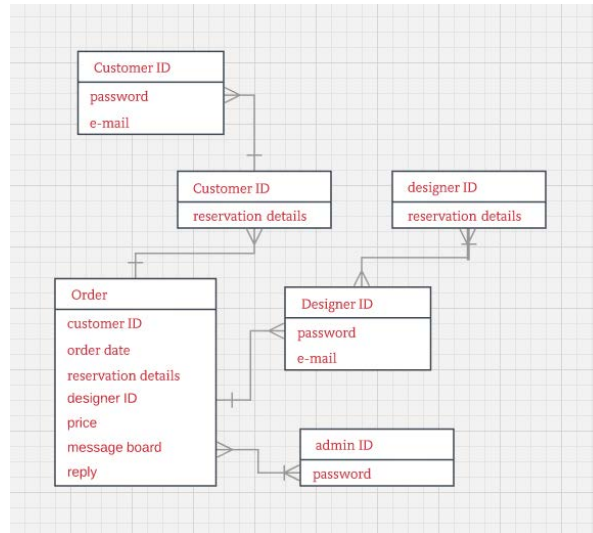 Customer ID
password
e-mail
Customer ID
reservation details
designer ID
reservation details
Order
customer ID
order date
reservation details
designer ID
price
message board
reply
Designer ID
password
e-mail
admin ID
password